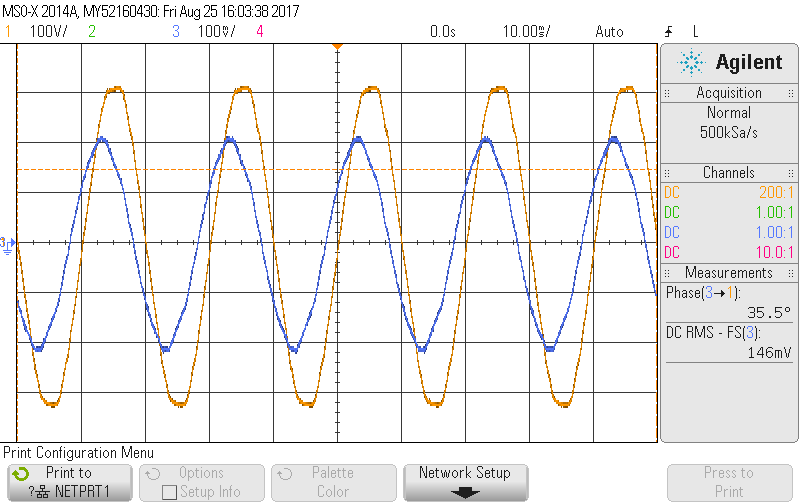 MSO-X 2014A, MY52160430: Fri Aug 25 16:03:38 2017
1 100V/ 2 3 100mV/ 4 0.0s 10.00ms/ Auto L
Agilent
Acquisition
Normal
500kSa/s
Channels
DC 200:1
DC 1.00:1
DC 1.00:1
DC 10.0:1
Measurements
Phase(3→1):
35.5°
DC RMS - FS(3):
146mV
3
Print Configuration Menu
Print to
? NETPRT1
Options
Setup Info
Palette
Color
Network Setup
Press to
Print